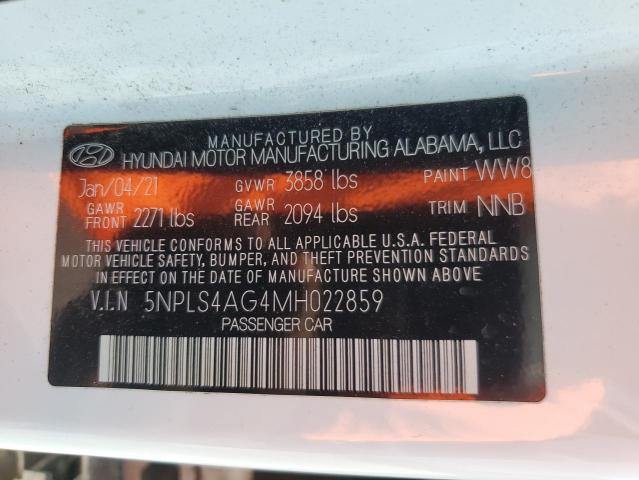 MANUFACTURED BY
HYUNDAI MOTOR MANUFACTURING ALABAMA, LLC
Jan/04/21 GVWR 3858 lbs PAINT WW8
GAWR FRONT 2271 lbs GAWR REAR 2094 lbs TRIM NNB
THIS VEHICLE CONFORMS TO ALL APPLICABLE U.S.A. FEDERAL
MOTOR VEHICLE SAFETY, BUMPER, AND THEFT PREVENTION STANDARDS
IN EFFECT ON THE DATE OF MANUFACTURE SHOWN ABOVE
V.I.N 5NPLS4AG4MH022859
PASSENGER CAR